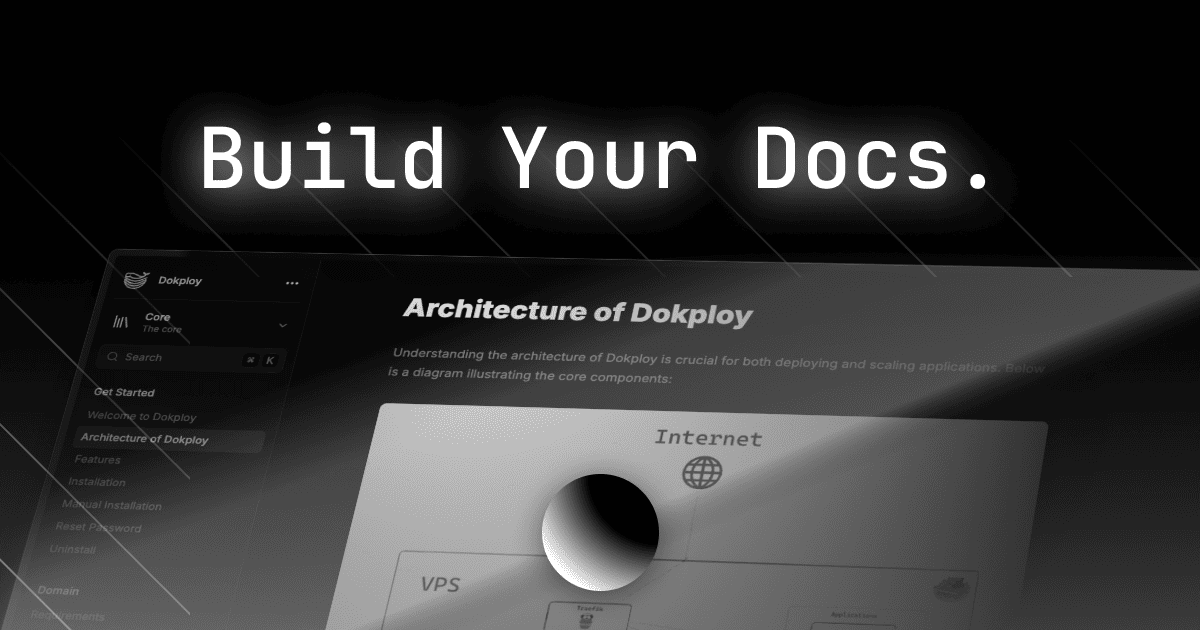 Build Your Docs.
Dokploy
Core
The core
Search
⌘ K
Get Started
Welcome to Dokploy
Architecture of Dokploy
Features
Installation
Manual Installation
Reset Password
Uninstall
Domain
Requirements
Architecture of Dokploy
Understanding the architecture of Dokploy is crucial for both deploying and scaling applications. Below
is a diagram illustrating the core components:
Internet
VPS
Traefik
Applications